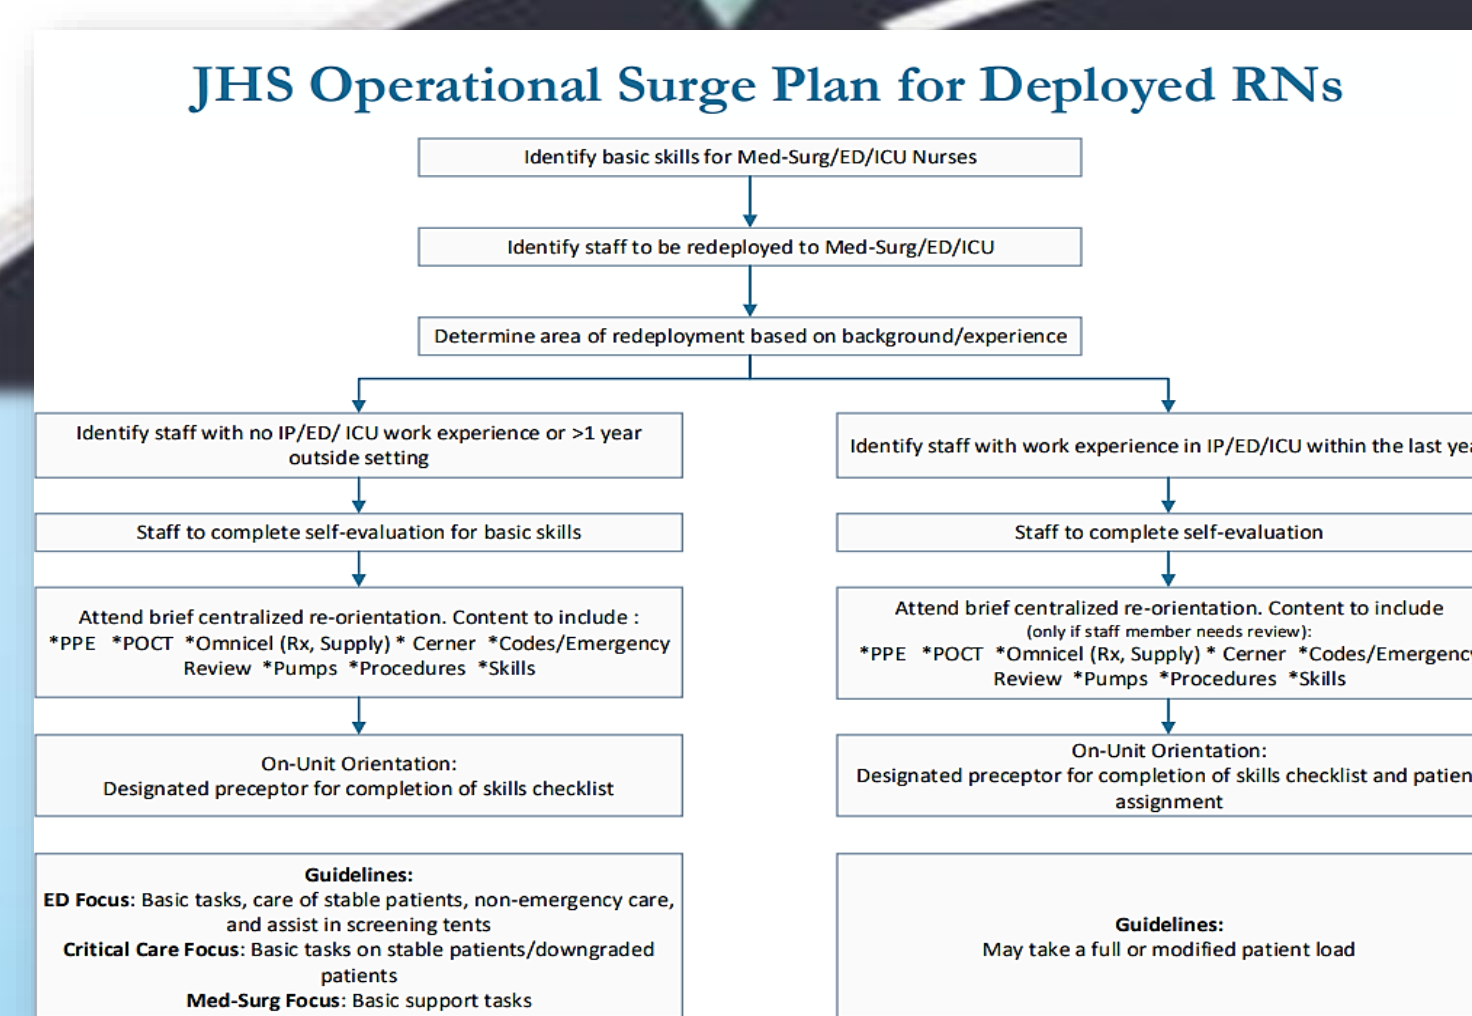 JHS Operational Surge Plan for Deployed RNs
Identify basic skills for Med-Surg/ED/ICU Nurses
Identify staff to be redeployed to Med-Surg/ED/ICU
Determine area of redeployment based on background/experience
Identify staff with no IP/ED/ ICU work experience or >1 year
outside setting
Staff to complete self-evaluation for basic skills
Attend brief centralized re-orientation. Content to include :
*PPE *POCT *Omnicel (Rx, Supply) * Cerner *Codes/Emergency
Review *Pumps *Procedures *Skills
On-Unit Orientation:
Designated preceptor for completion of skills checklist
Guidelines:
ED Focus: Basic tasks, care of stable patients, non-emergency care,
and assist in screening tents
Critical Care Focus: Basic tasks on stable patients/downgraded
patients
Med-Surg Focus: Basic support tasks
Identify staff with work experience in IP/ED/ICU within the last
Staff to complete self-evaluation
Attend brief centralized re-orientation. Content to include
(only if staff member needs review):
*PPE *POCT *Omnicel (Rx, Supply) * Cerner
Review *Pumps *Procedures *Skills
On-Unit Orientation:
Designated preceptor for completion of skills checklist and
assignment
Guidelines:
May take a full or modified patient load